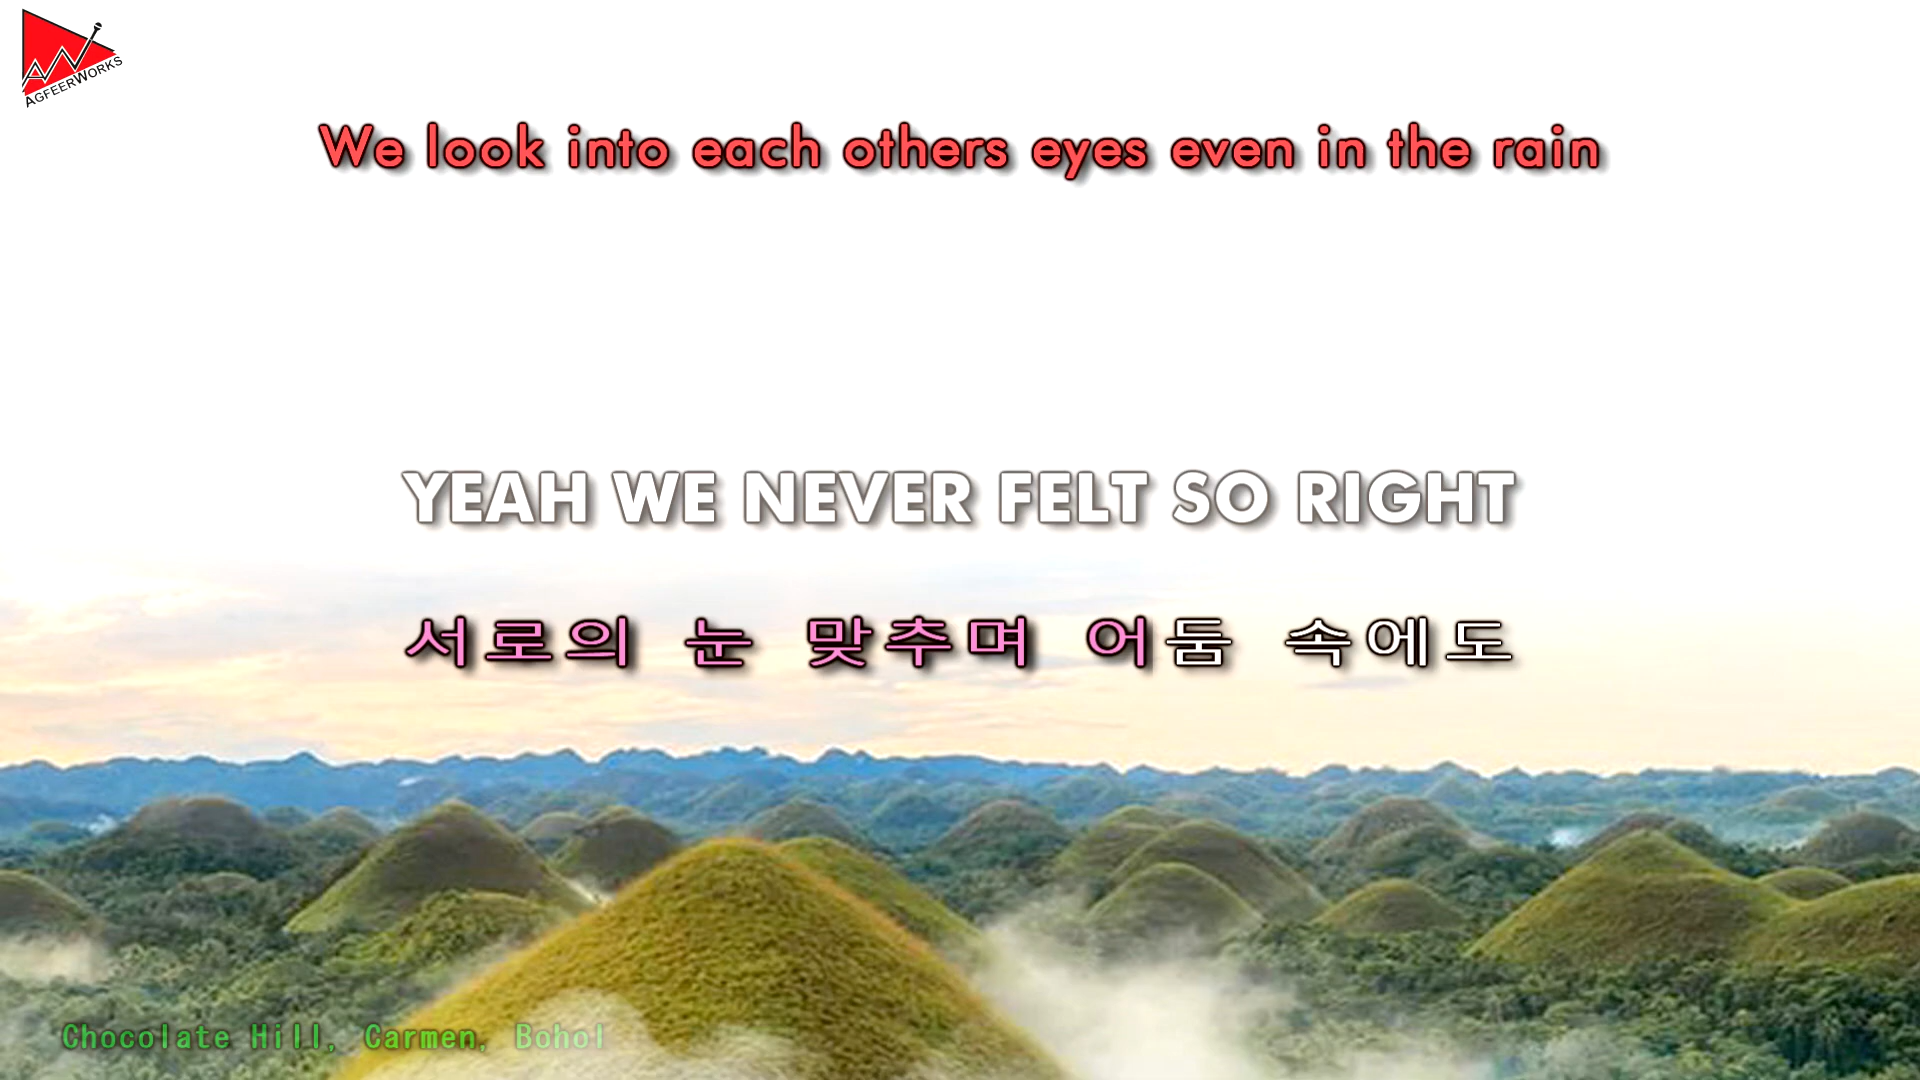 AGFEERWORKS
We look into each others eyes even in the rain
YEAH WE NEVER FELT SO RIGHT
서로의 눈 맞추며 어둠 속에도
Chocolate Hill, Carmen, Bohol